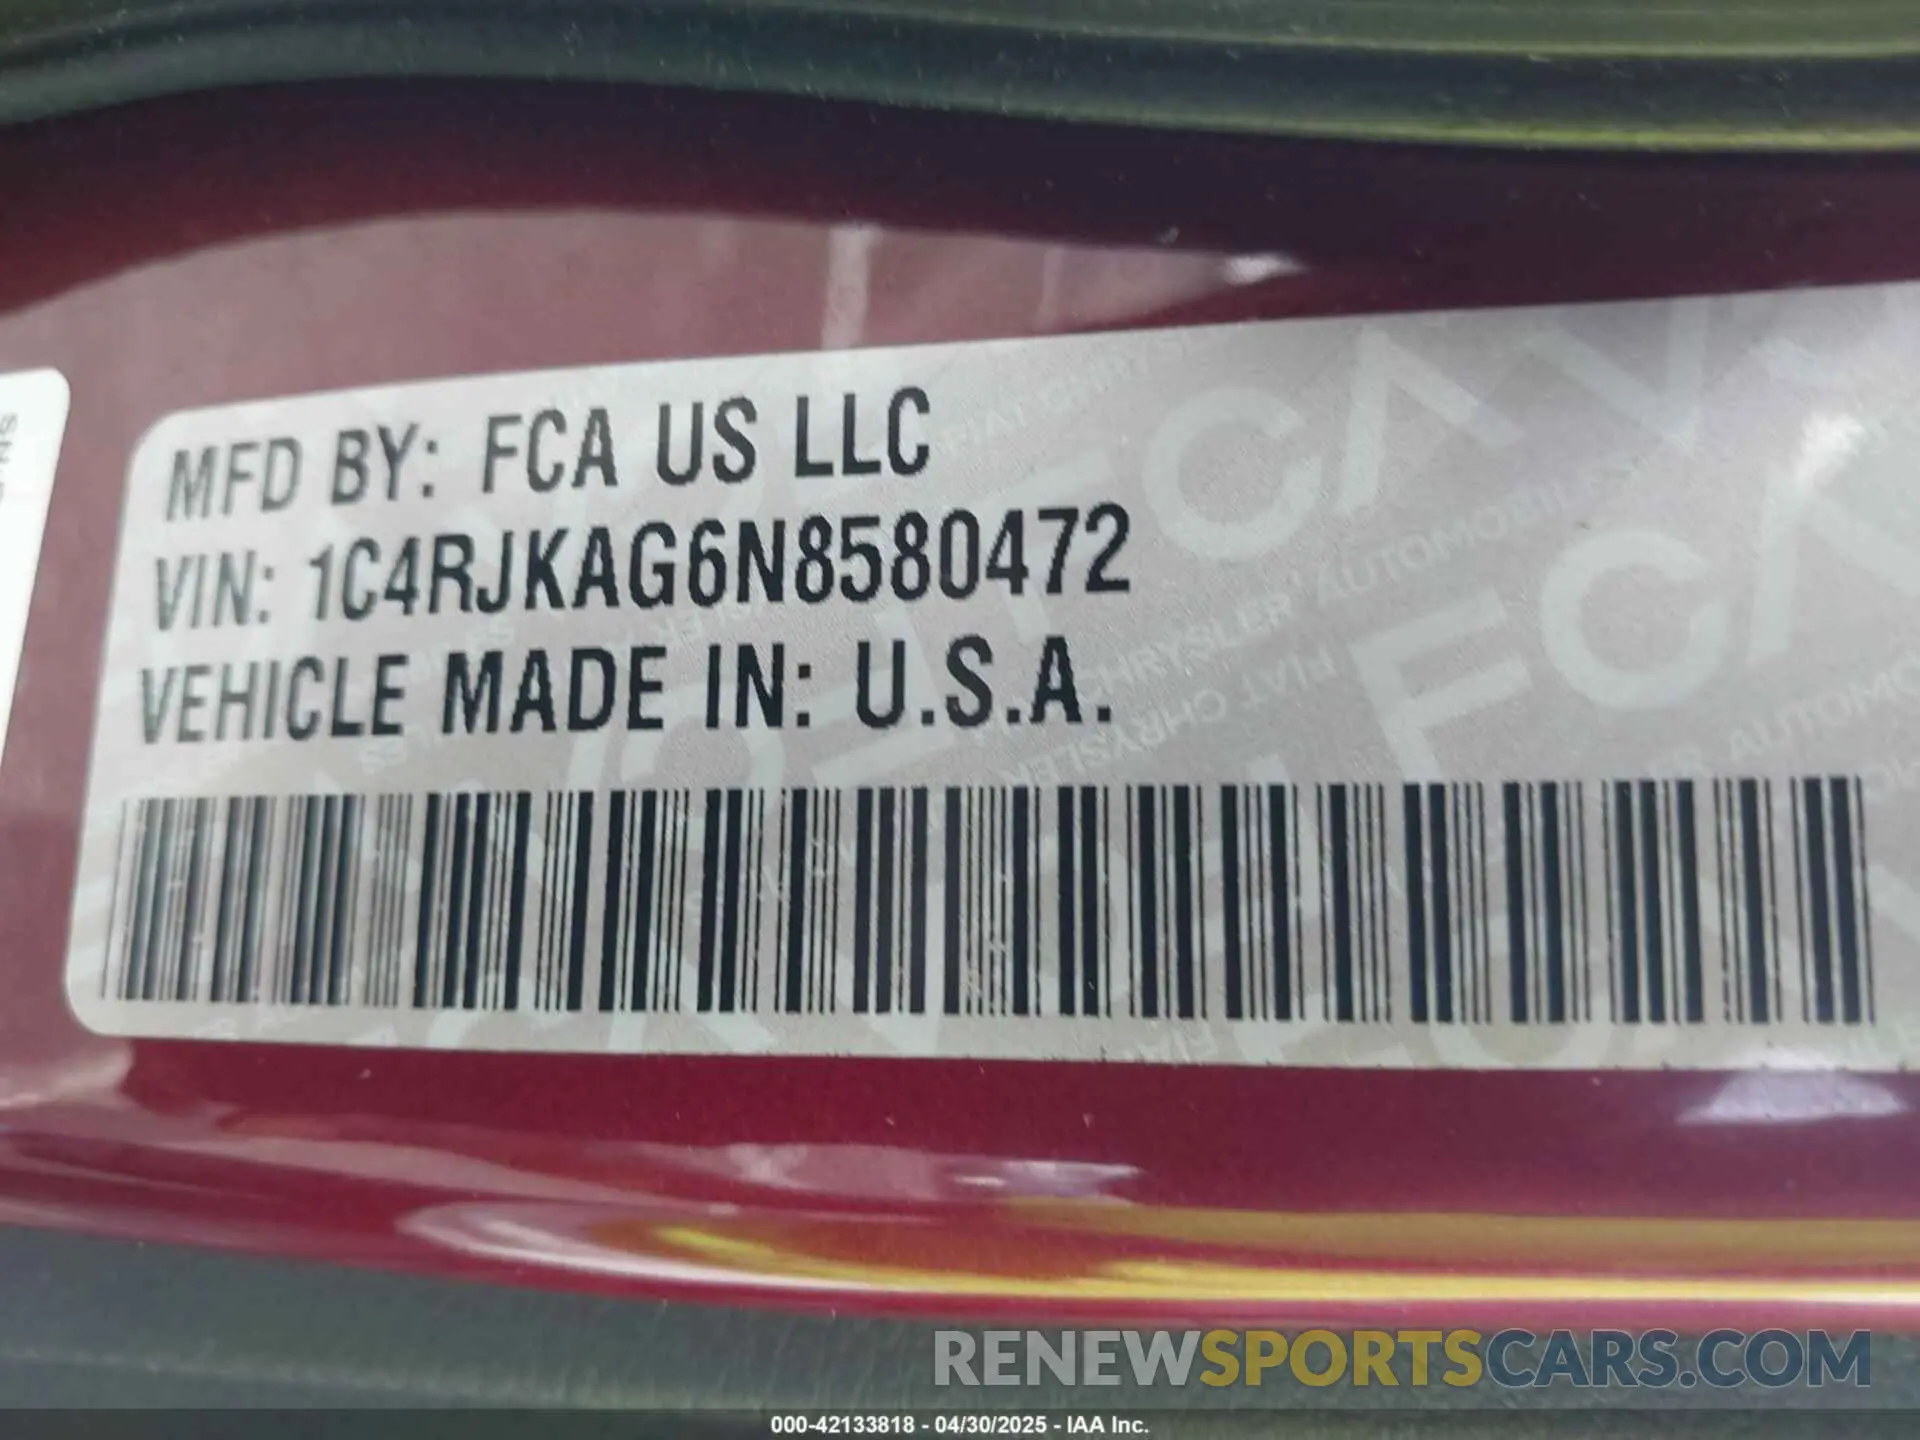 MFD BY: FCA US LLC
VIN: 1C4RJKAG6N8580472
VEHICLE MADE IN: U.S.A.
RENEWSPORTSCARS.COM
000-42133818 - 04/30/2025 - IAA Inc.